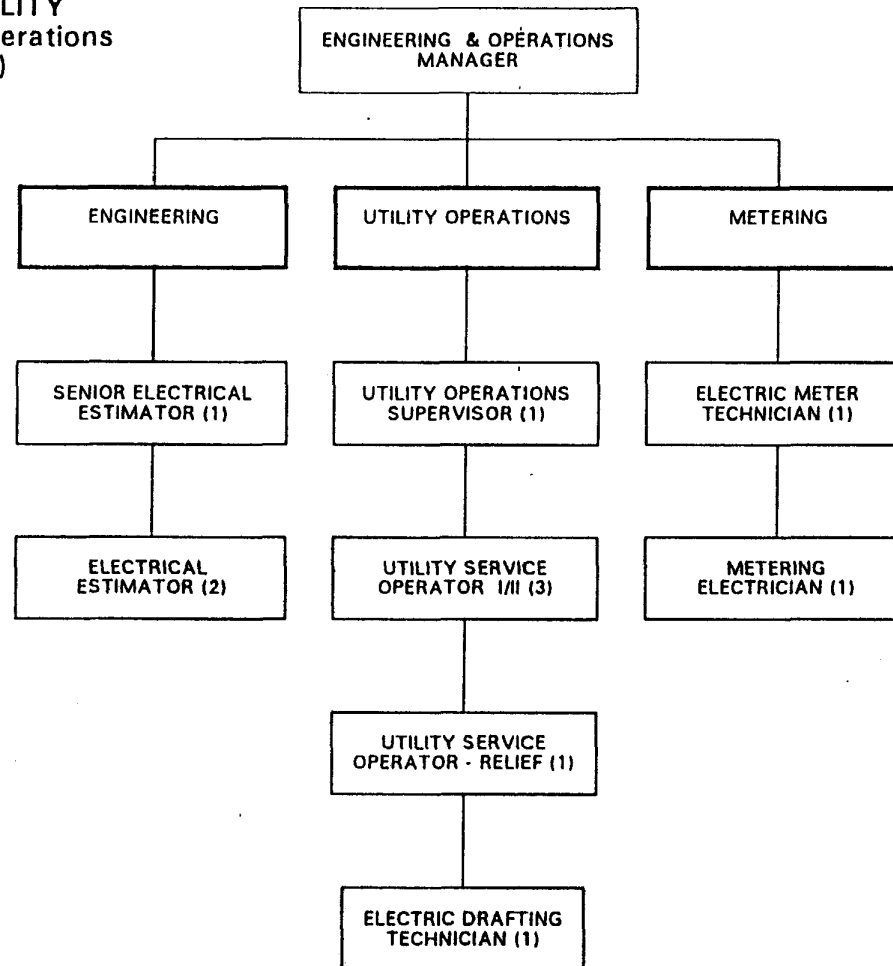 LITY
erations
)
ENGINEERING & OPERATIONS
MANAGER
ENGINEERING
UTILITY OPERATIONS
METERING
SENIOR ELECTRICAL
ESTIMATOR (1)
UTILITY OPERATIONS
SUPERVISOR (1)
ELECTRIC METER
TECHNICIAN (1)
ELECTRICAL
ESTIMATOR (2)
UTILITY SERVICE
OPERATOR I/II (3)
METERING
ELECTRICIAN (1)
UTILITY SERVICE
OPERATOR - RELIEF (1)
ELECTRIC DRAFTING
TECHNICIAN (1)